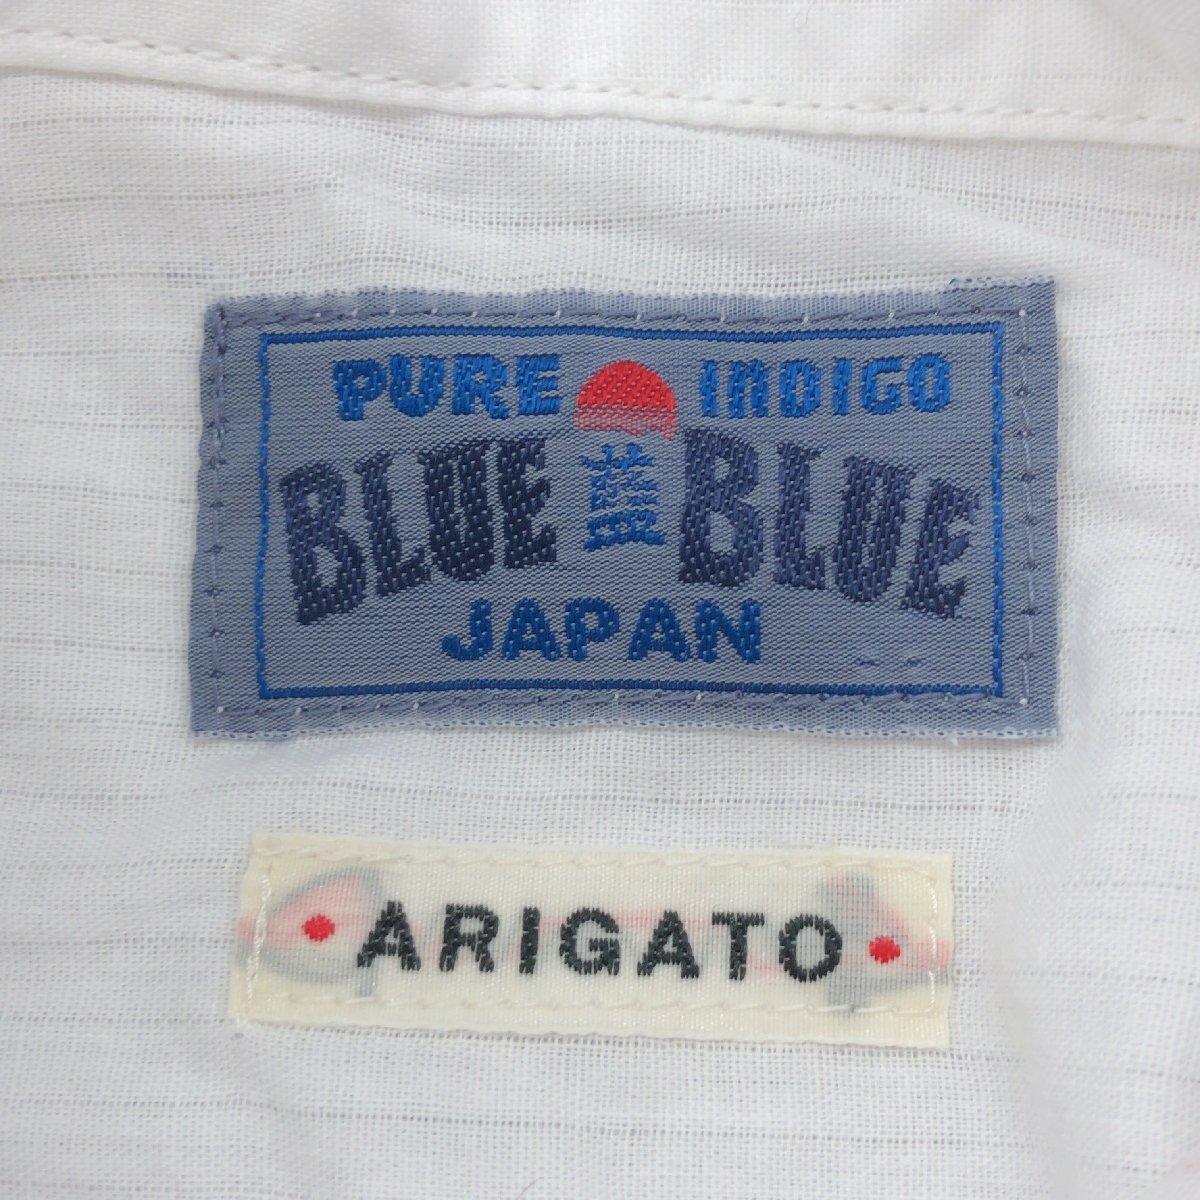 PURE INDIGO
BLUE 藍 BLUE
JAPAN
• ARIGATO •